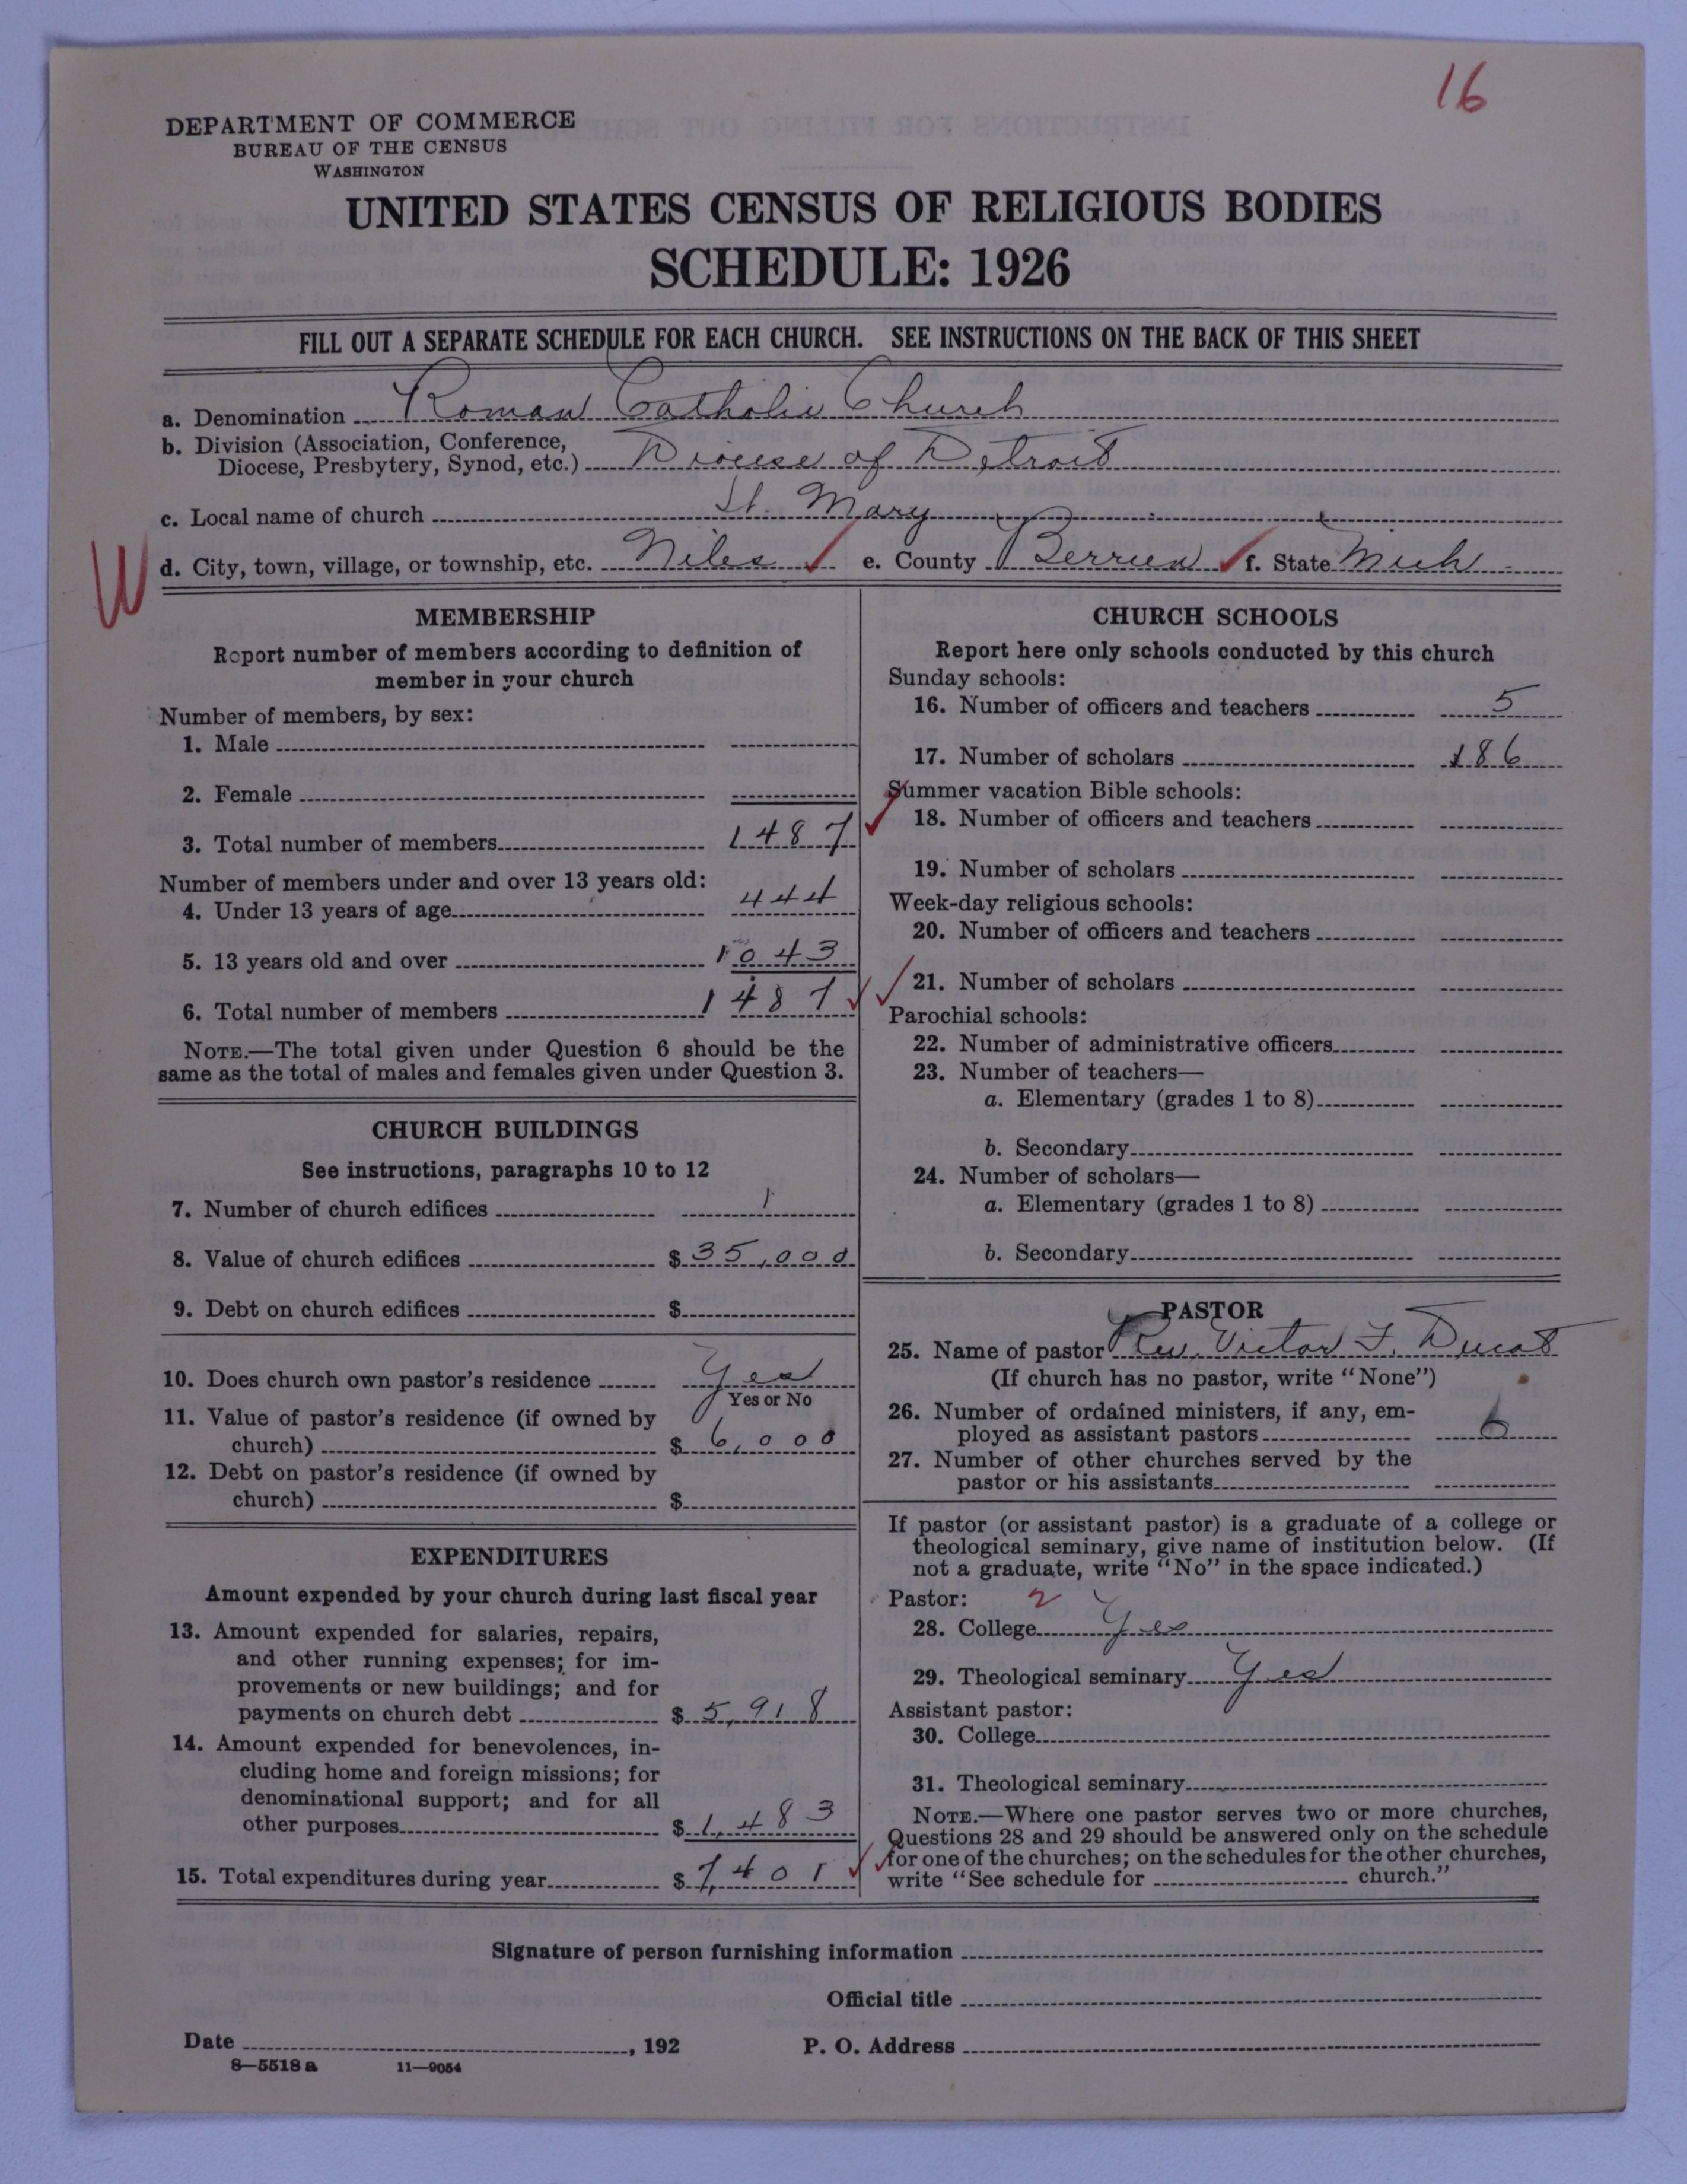 16
DEPARTMENT OF COMMERCE
BUREAU OF THE CENSUS
WASHINGTON
UNITED STATES CENSUS OF RELIGIOUS BODIES
SCHEDULE: 1926
FILL OUT A SEPARATE SCHEDULE FOR EACH CHURCH. SEE INSTRUCTIONS ON THE BACK OF THIS SHEET
a. Denomination Roman Catholic Church
b. Division (Association, Conference,
Diocese, Presbytery, Synod, etc.) Diocese of Detroit
c. Local name of church St. Mary
W d. City, town, village, or township, etc. Niles e. County Berrien f. State Mich
MEMBERSHIP
Report number of members according to definition of
member in your church
Number of members, by sex:
1. Male
2. Female
3. Total number of members 1487
Number of members under and over 13 years old:
4. Under 13 years of age 444
5. 13 years old and over 1043
6. Total number of members 1487
NOTE.—The total given under Question 6 should be the
same as the total of males and females given under Question 3.
CHURCH BUILDINGS
See instructions, paragraphs 10 to 12
7. Number of church edifices 1
8. Value of church edifices $ 35,000
9. Debt on church edifices $
10. Does church own pastor's residence Yes
Yes or No
11. Value of pastor's residence (if owned by
church) $ 6,000
12. Debt on pastor's residence (if owned by
church) $
EXPENDITURES
Amount expended by your church during last fiscal year
13. Amount expended for salaries, repairs,
and other running expenses; for im-
provements or new buildings; and for
payments on church debt $ 5,918
14. Amount expended for benevolences, in-
cluding home and foreign missions; for
denominational support; and for all
other purposes $ 1,483
15. Total expenditures during year $ 7,401
CHURCH SCHOOLS
Report here only schools conducted by this church
Sunday schools:
16. Number of officers and teachers 5
17. Number of scholars 186
Summer vacation Bible schools:
18. Number of officers and teachers
19. Number of scholars
Week-day religious schools:
20. Number of officers and teachers
21. Number of scholars
Parochial schools:
22. Number of administrative officers
23. Number of teachers—
a. Elementary (grades 1 to 8)
b. Secondary
24. Number of scholars—
a. Elementary (grades 1 to 8)
b. Secondary
PASTOR
25. Name of pastor Rev. Victor F. Ducat
(If church has no pastor, write "None")
26. Number of ordained ministers, if any, em-
ployed as assistant pastors
27. Number of other churches served by the
pastor or his assistants
If pastor (or assistant pastor) is a graduate of a college or
theological seminary, give name of institution below. (If
not a graduate, write "No" in the space indicated.)
Pastor: 2
28. College Yes
29. Theological seminary Yes
Assistant pastor:
30. College
31. Theological seminary
NOTE.—Where one pastor serves two or more churches,
Questions 28 and 29 should be answered only on the schedule
for one of the churches; on the schedules for the other churches,
write "See schedule for church."
Signature of person furnishing information
Official title
Date , 192 P. O. Address
8—5518 a 11—9054